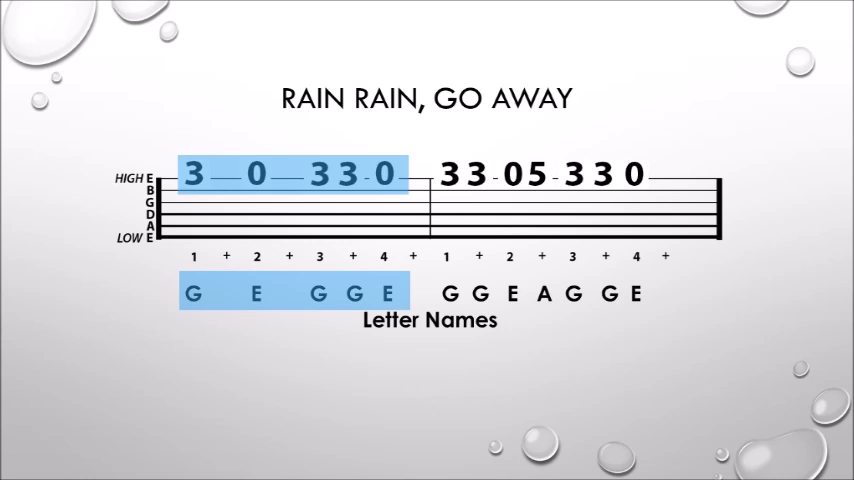 RAIN RAIN, GO AWAY
3 0 3 3 - 0 3 3 - 0 5 - 3 3 0
HIGH E
B
G
D
A
LOW E
1 + 2 + 3 + 4 + 1 + 2 + 3 + 4 +
G E G G E G G E A G G E
Letter Names